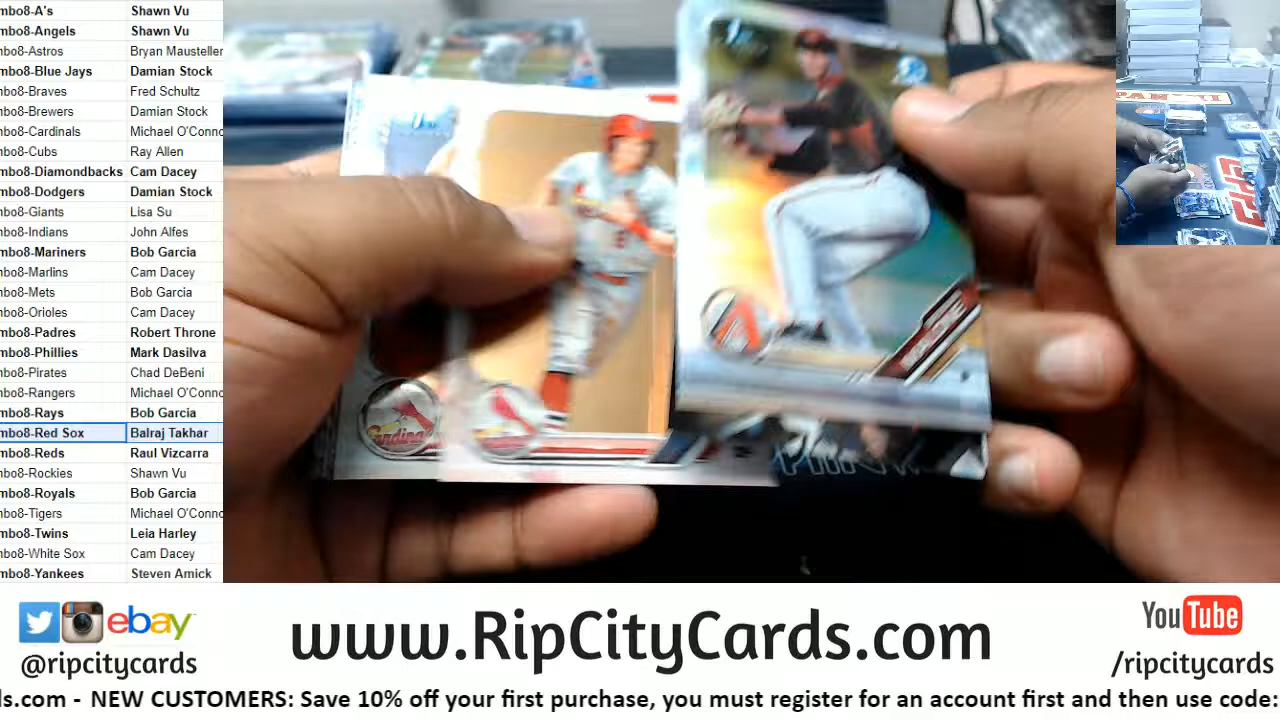 mbo8-A's Shawn Vu
mbo8-Angels Shawn Vu
mbo8-Astros Bryan Mausteller
mbo8-Blue Jays Damian Stock
mbo8-Braves Fred Schultz
mbo8-Brewers Damian Stock
mbo8-Cardinals Michael O'Conno
mbo8-Cubs Ray Allen
mbo8-Diamondbacks Cam Dacey
mbo8-Dodgers Damian Stock
mbo8-Giants Lisa Su
mbo8-Indians John Alfes
mbo8-Mariners Bob Garcia
mbo8-Marlins Cam Dacey
mbo8-Mets Bob Garcia
mbo8-Orioles Cam Dacey
mbo8-Padres Robert Throne
mbo8-Phillies Mark Dasilva
mbo8-Pirates Chad DeBeni
mbo8-Rangers Michael O'Conno
mbo8-Rays Bob Garcia
mbo8-Red Sox Balraj Takhar
mbo8-Reds Raul Vizcarra
mbo8-Rockies Shawn Vu
mbo8-Royals Bob Garcia
mbo8-Tigers Michael O'Conno
mbo8-Twins Leia Harley
mbo8-White Sox Cam Dacey
mbo8-Yankees Steven Amick
PANINI
Cardinals
ebay
@ripcitycards
www.RipCityCards.com
YouTube
/ripcitycards
ds.com - NEW CUSTOMERS: Save 10% off your first purchase, you must register for an account first and then use code: